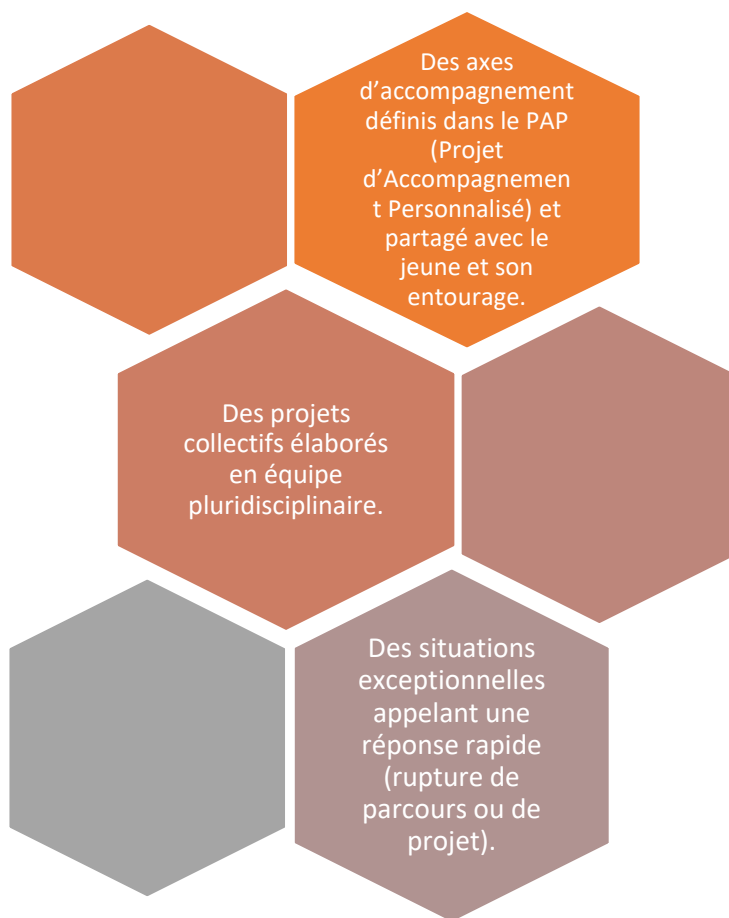 Des axes
d’accompagnement
définis dans le PAP
(Projet
d’Accompagnemen
t Personnalisé) et
partagé avec le
jeune et son
entourage.
Des projets
collectifs élaborés
en équipe
pluridisciplinaire.
Des situations
exceptionnelles
appelant une
réponse rapide
(rupture de
parcours ou de
projet).